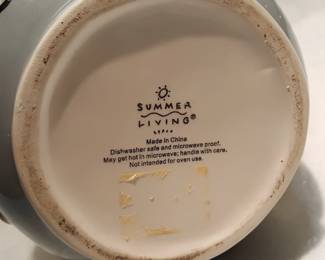 SUMMER
LIVING®
Made in China
Dishwasher safe and microwave proof.
May get hot in microwave; handle with care.
Not intended for oven use.